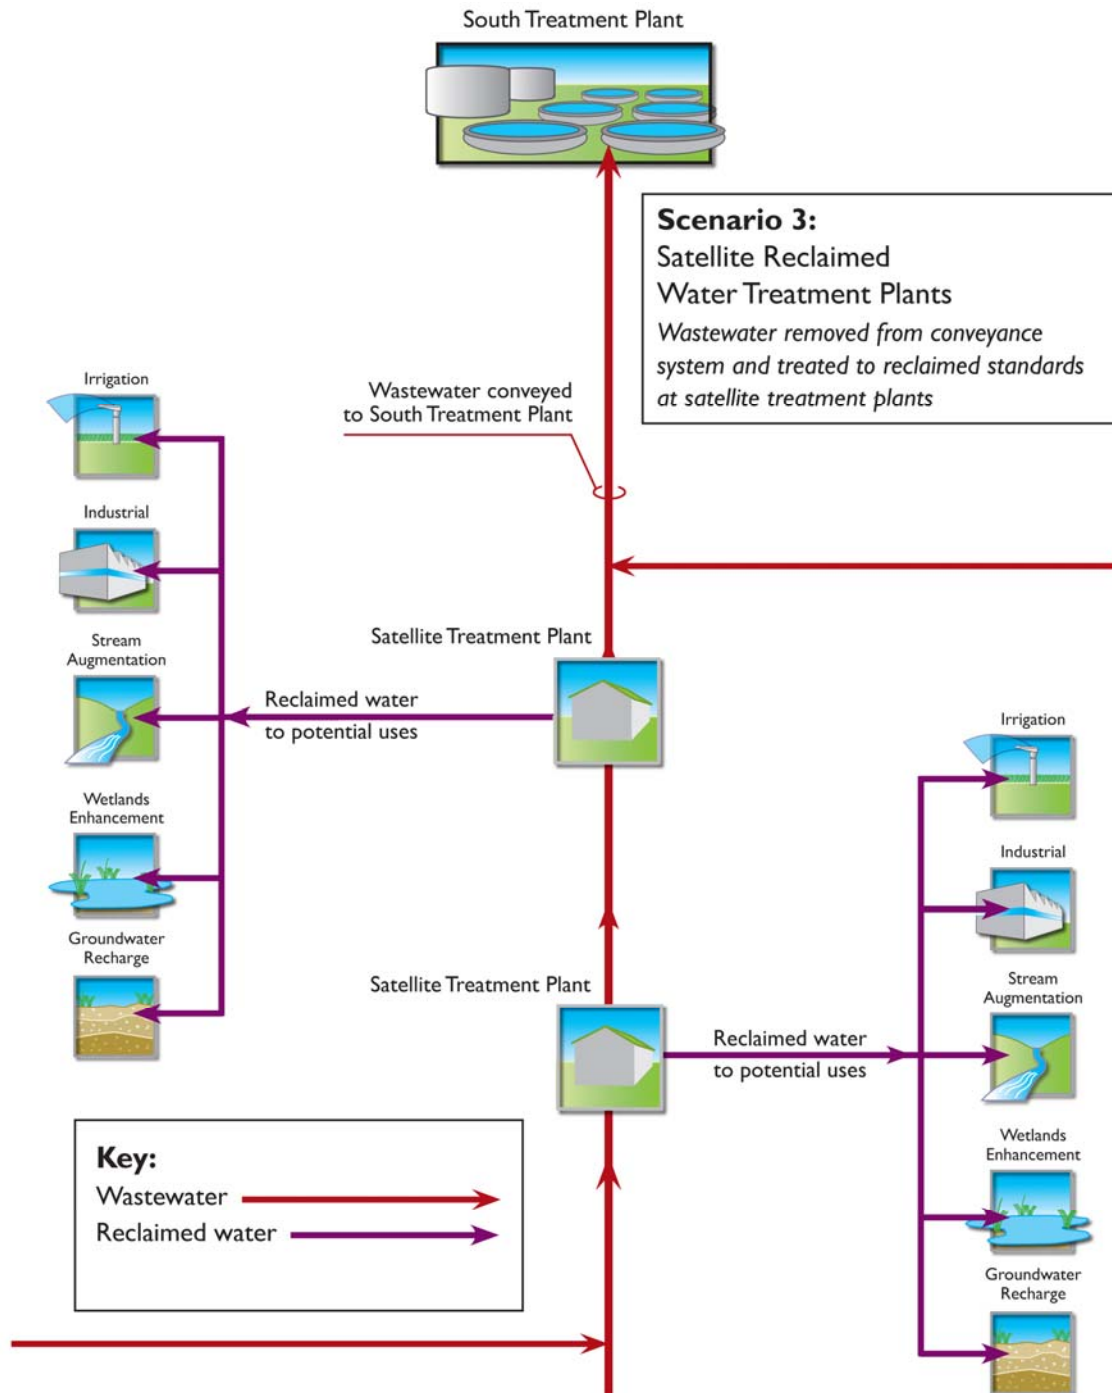 South Treatment Plant
Scenario 3:
Satellite Reclaimed
Water Treatment Plants
Wastewater removed from conveyance
system and treated to reclaimed standards
at satellite treatment plants
Wastewater conveyed
to South Treatment Plant
Irrigation
Industrial
Stream
Augmentation
Wetlands
Enhancement
Groundwater
Recharge
Satellite Treatment Plant
Reclaimed water
to potential uses
Satellite Treatment Plant
Reclaimed water
to potential uses
Irrigation
Industrial
Stream
Augmentation
Wetlands
Enhancement
Groundwater
Recharge
Key:
Wastewater
Reclaimed water